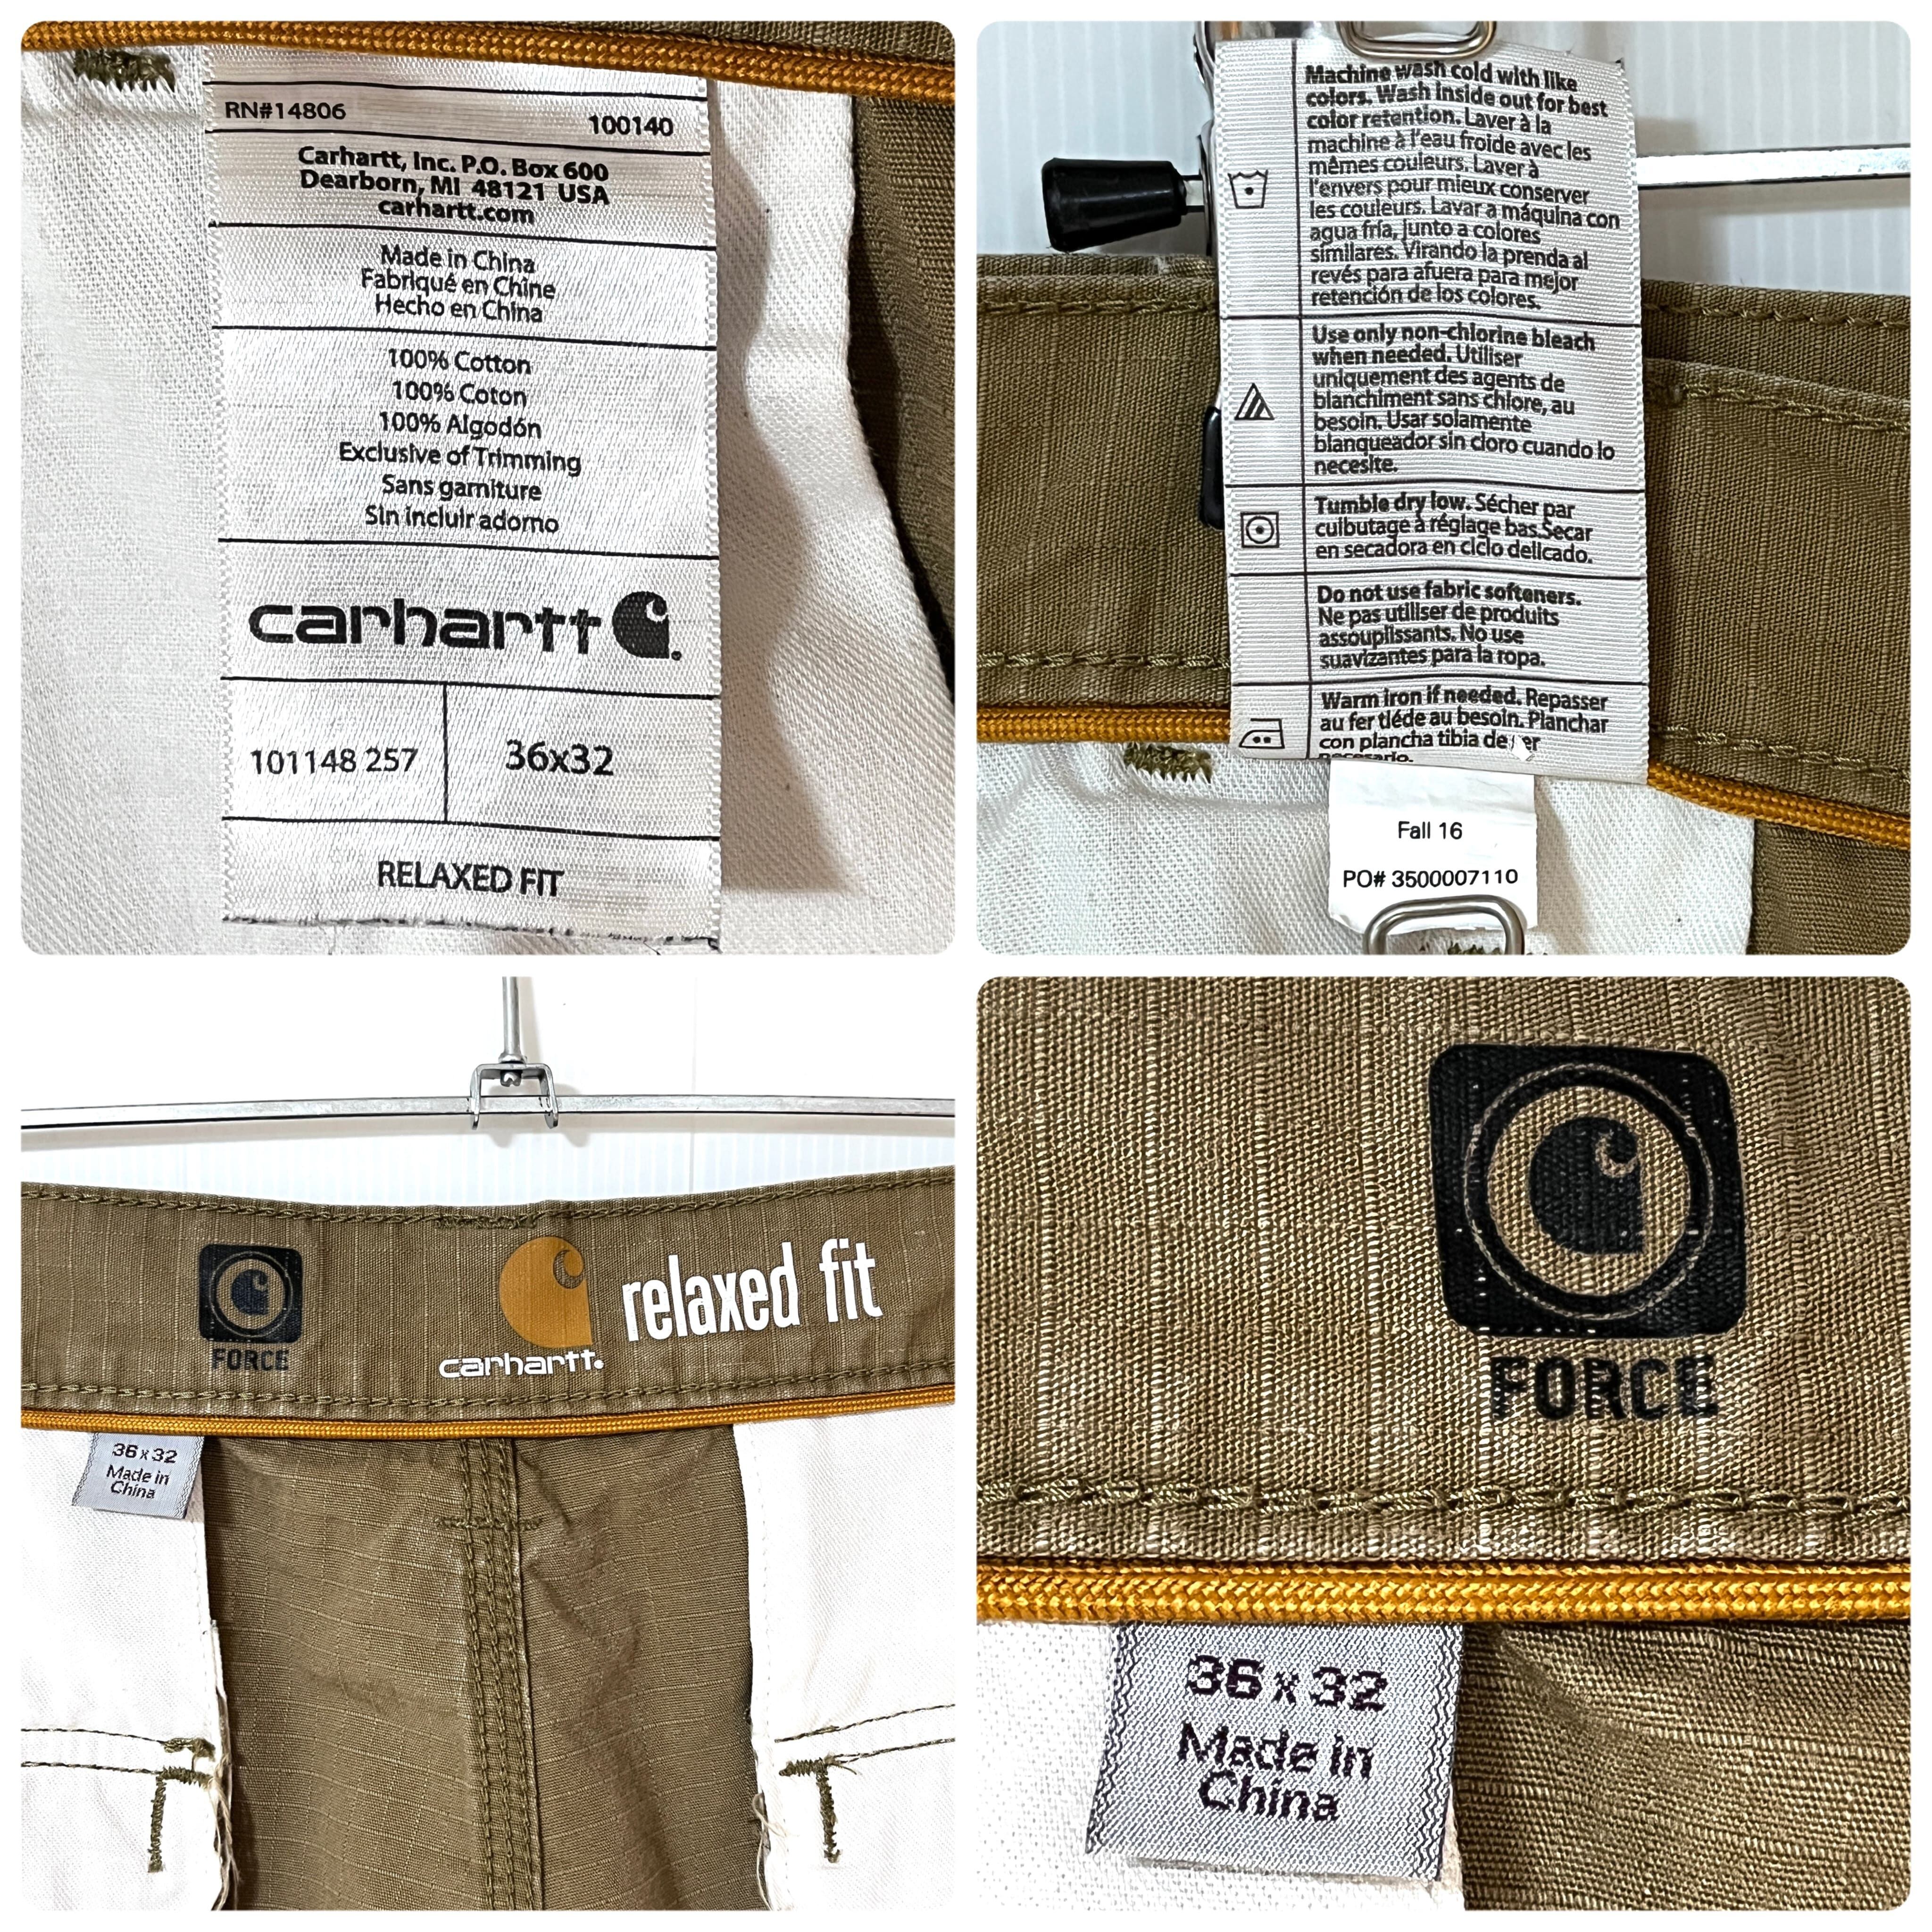 RN#14806
100140
Carhartt, Inc. P.O. Box 600
Dearborn, MI 48121 USA
carhartt.com
Made in China
Fabriqué en Chine
Hecho en China
100% Cotton
100% Coton
100% Algodón
Exclusive of Trimming
Sans garniture
Sin incluir adorno
carhartt
101148 257
36x32
RELAXED FIT
Machine wash cold with like
colors. Wash inside out for best
color retention. Laver à la
machine à l'eau froide avec les
mêmes couleurs. Laver à
l'envers pour mieux conserver
les couleurs. Lavar a máquina con
agua fría, junto a colores
similares. Virando la prenda al
revés para afuera para mejor
retención de los colores.
Use only non-chlorine bleach
when needed. Utiliser
uniquement des agents de
blanchiment sans chlore, au
besoin. Usar solamente
blanqueador sin cloro cuando lo
necesite.
Tumble dry low. Sécher par
culbutage à réglage bas.Secar
en secadora en ciclo delicado.
Do not use fabric softeners.
Ne pas utiliser de produits
assouplissants. No use
suavizantes para la ropa.
Warm iron if needed. Repasser
au fer tiéde au besoin. Planchar
con plancha tibia de ser
necesario.
Fall 16
PO# 3500007110
FORCE
carhartt.
relaxed fit
36 x 32
Made in
China
FORCE
36 x 32
Made in
China